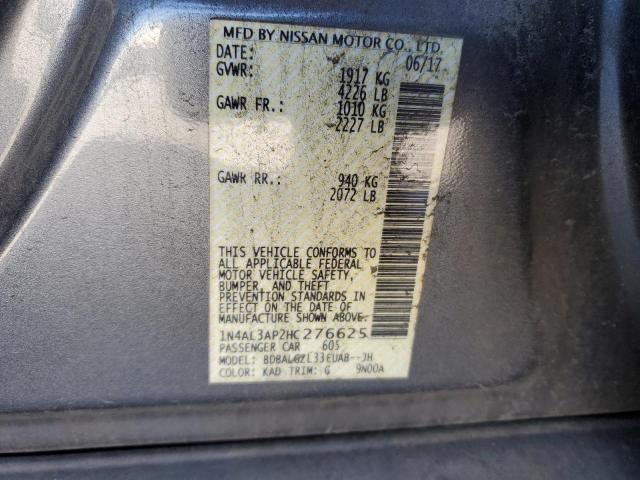 MFD BY NISSAN MOTOR CO., LTD.
DATE: 06/17
GVWR: 1917 KG
4226 LB
GAWR FR.: 1010 KG
2227 LB
GAWR RR.: 940 KG
2072 LB
THIS VEHICLE CONFORMS TO
ALL APPLICABLE FEDERAL
MOTOR VEHICLE SAFETY,
BUMPER, AND THEFT
PREVENTION STANDARDS IN
EFFECT ON THE DATE OF
MANUFACTURE SHOWN ABOVE.
1N4AL3AP2HC276625
PASSENGER CAR 605
MODEL: JH
COLOR: KAD TRIM: G 9N00A